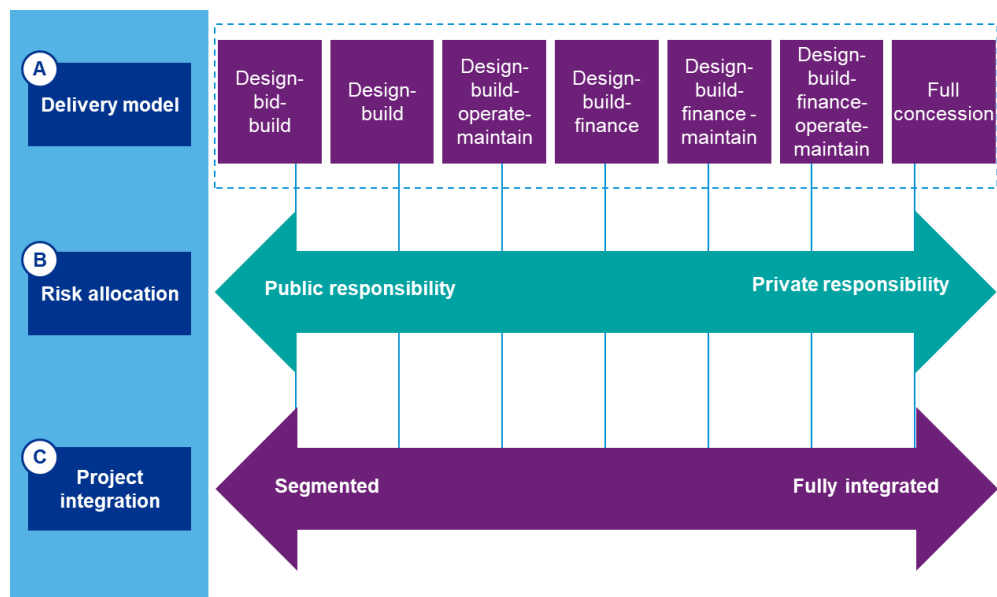 A
Delivery model
Design-
bid-
build
Design-
build
Design-
build-
operate-
maintain
Design-
build-
finance
Design-
build-
finance -
maintain
Design-
build-
finance-
operate-
maintain
Full
concession
B
Risk allocation
Public responsibility
Private responsibility
C
Project
integration
Segmented
Fully integrated